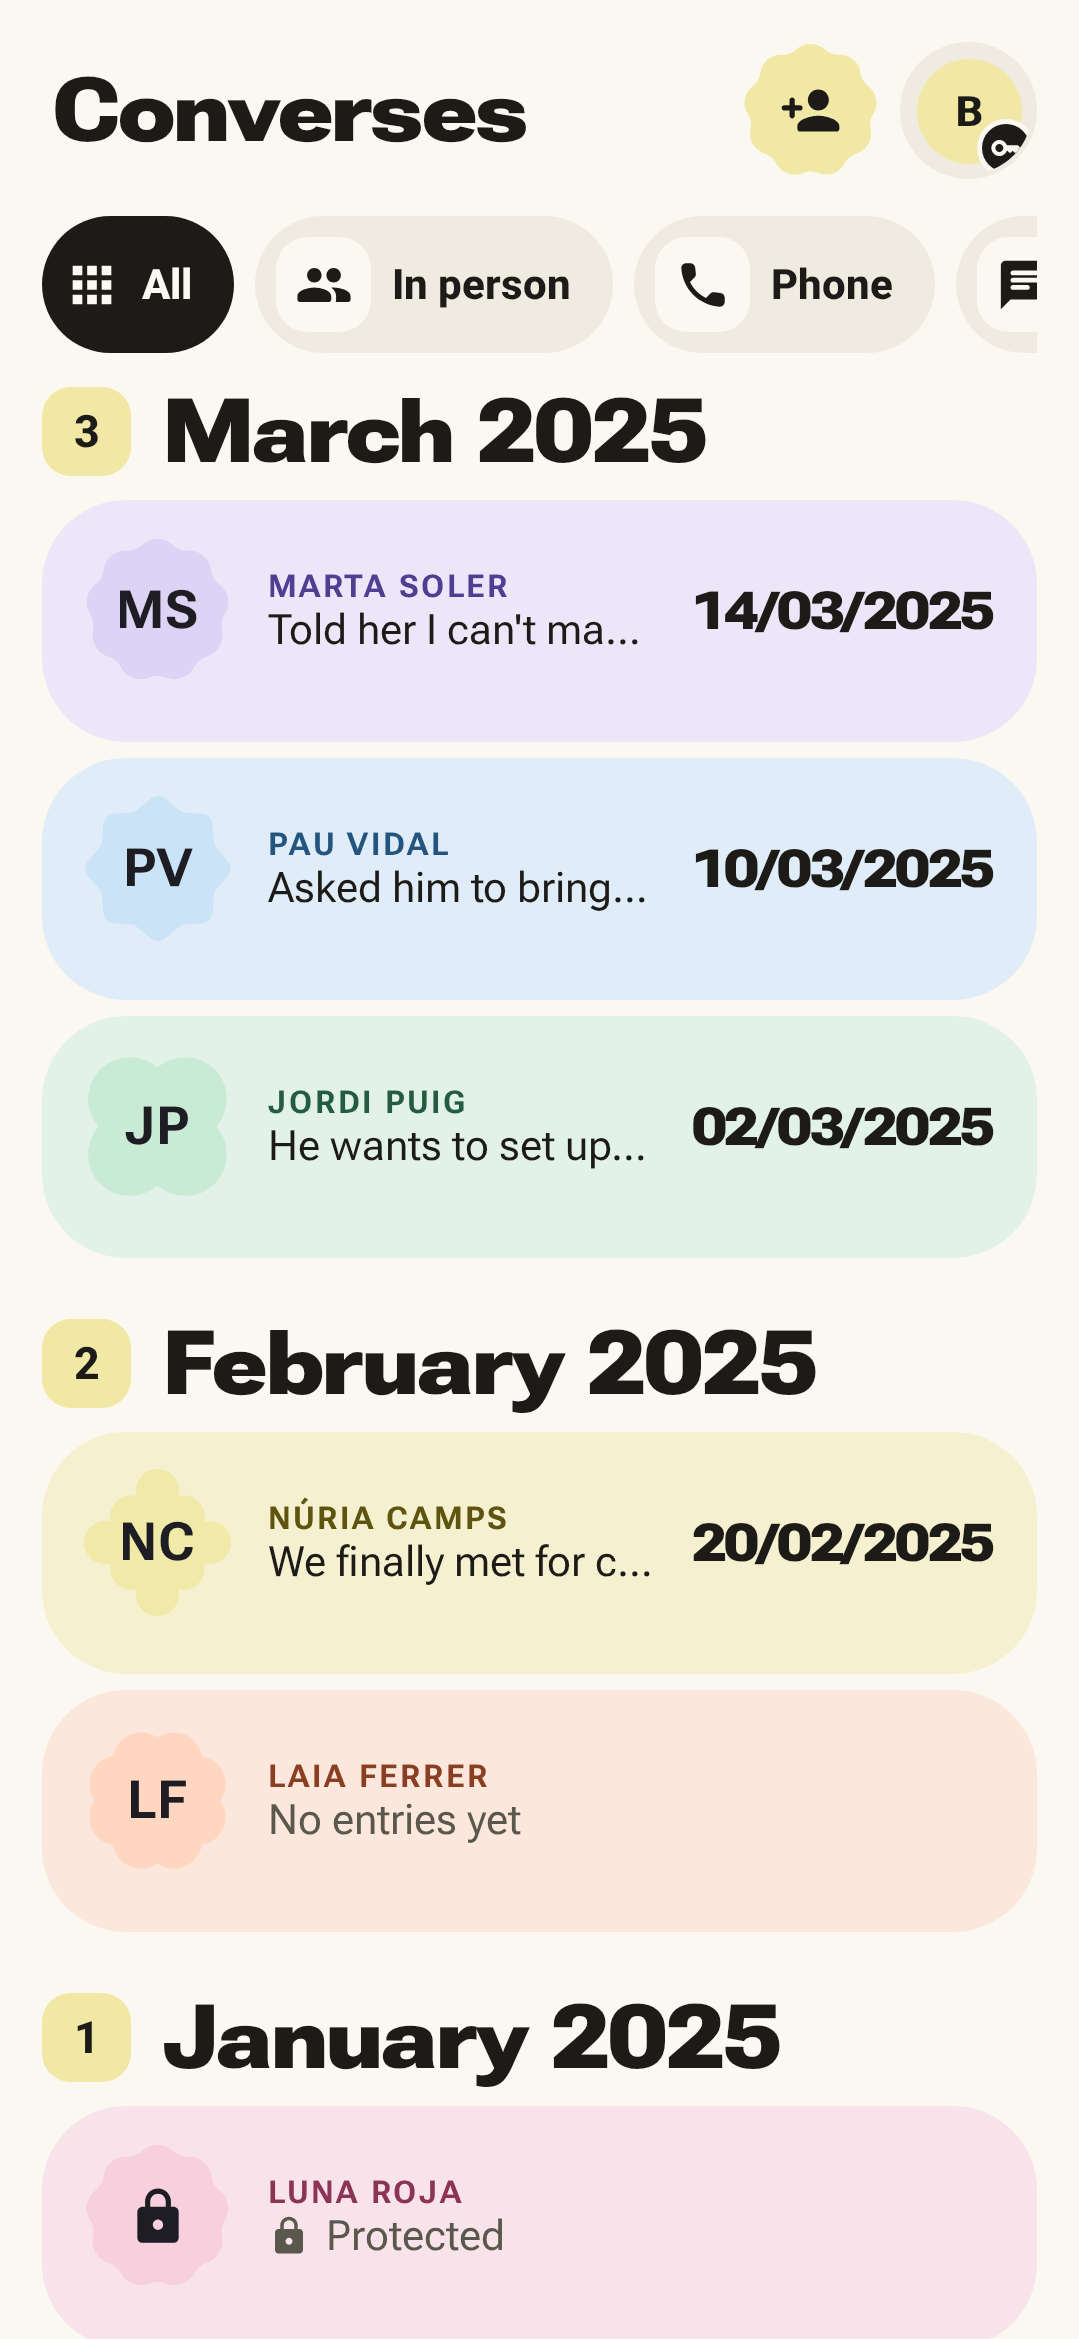 Converses
B
All
In person
Phone
3
March 2025
MS
MARTA SOLER
Told her I can't ma...
14/03/2025
PV
PAU VIDAL
Asked him to bring...
10/03/2025
JP
JORDI PUIG
He wants to set up...
02/03/2025
2
February 2025
NC
NÚRIA CAMPS
We finally met for c...
20/02/2025
LF
LAIA FERRER
No entries yet
1
January 2025
LUNA ROJA
Protected